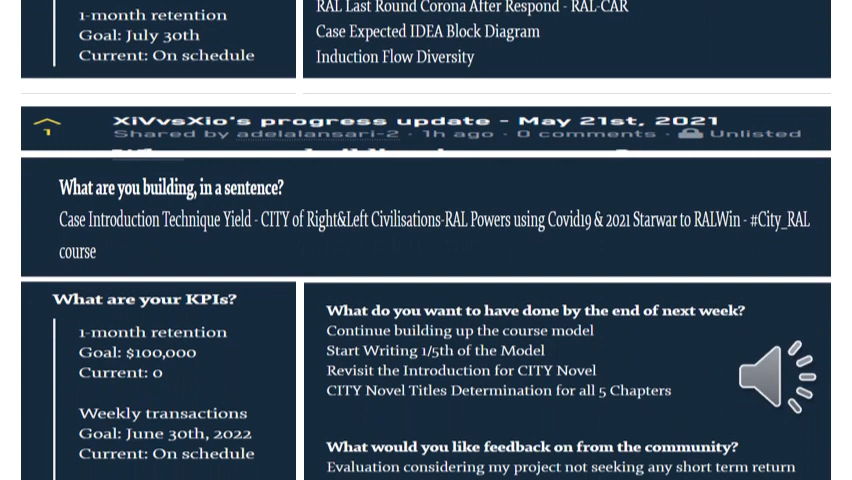 1-month retention
Goal: July 30th
Current: On schedule
RAL Last Round Corona After Respond - RAL-CAR
Case Expected IDEA Block Diagram
Induction Flow Diversity
1
XiVvsXio's progress update - May 21st, 2021
Shared by adelalansari-2 · 1h ago · 0 comments · Unlisted
What are you building, in a sentence?
Case Introduction Technique Yield - CITY of Right&Left Civilisations-RAL Powers using Covid19 & 2021 Starwar to RALWin - #City_RAL
course
What are your KPIs?
1-month retention
Goal: $100,000
Current: 0
Weekly transactions
Goal: June 30th, 2022
Current: On schedule
What do you want to have done by the end of next week?
Continue building up the course model
Start Writing 1/5th of the Model
Revisit the Introduction for CITY Novel
CITY Novel Titles Determination for all 5 Chapters
What would you like feedback on from the community?
Evaluation considering my project not seeking any short term return